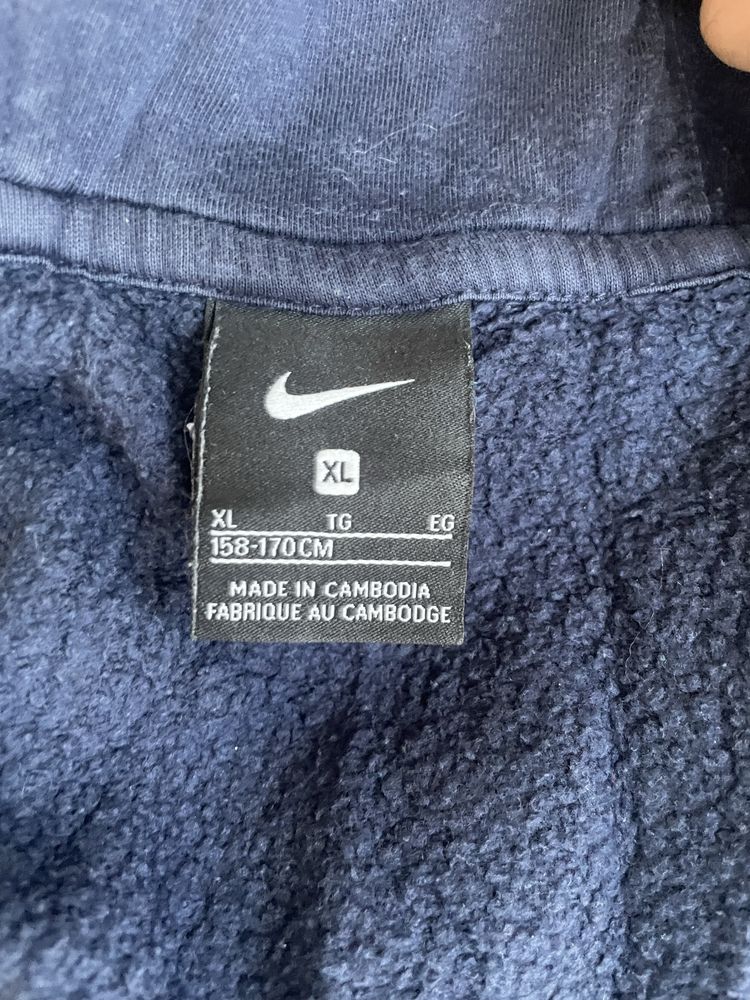 XL
XL TG EG
158-170CM
MADE IN CAMBODIA
FABRIQUE AU CAMBODGE